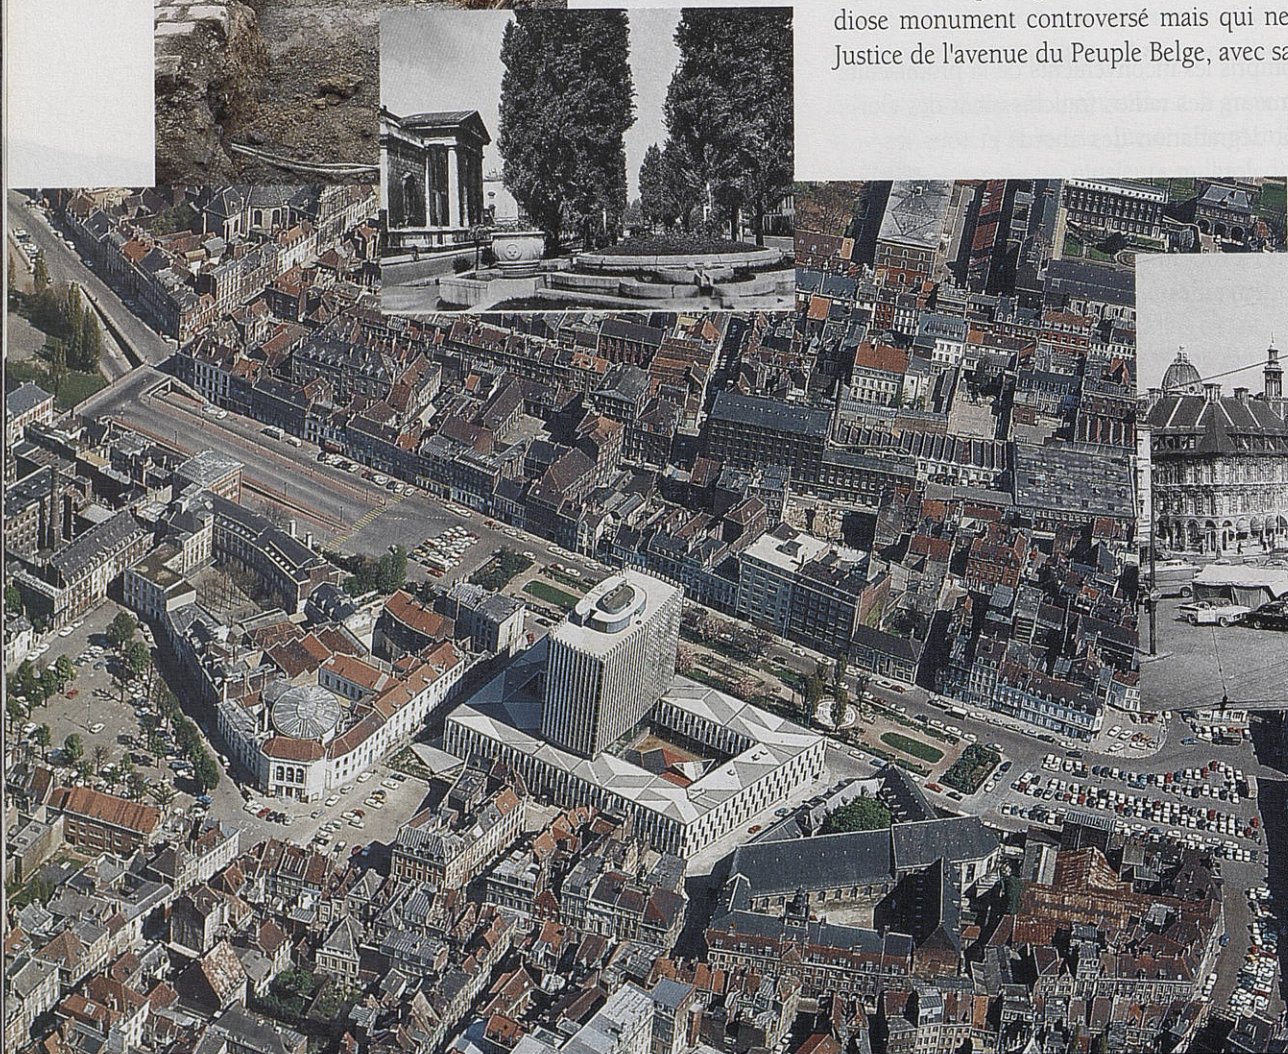 diose monument controversé mais qui ne
Justice de l'avenue du Peuple Belge, avec sa